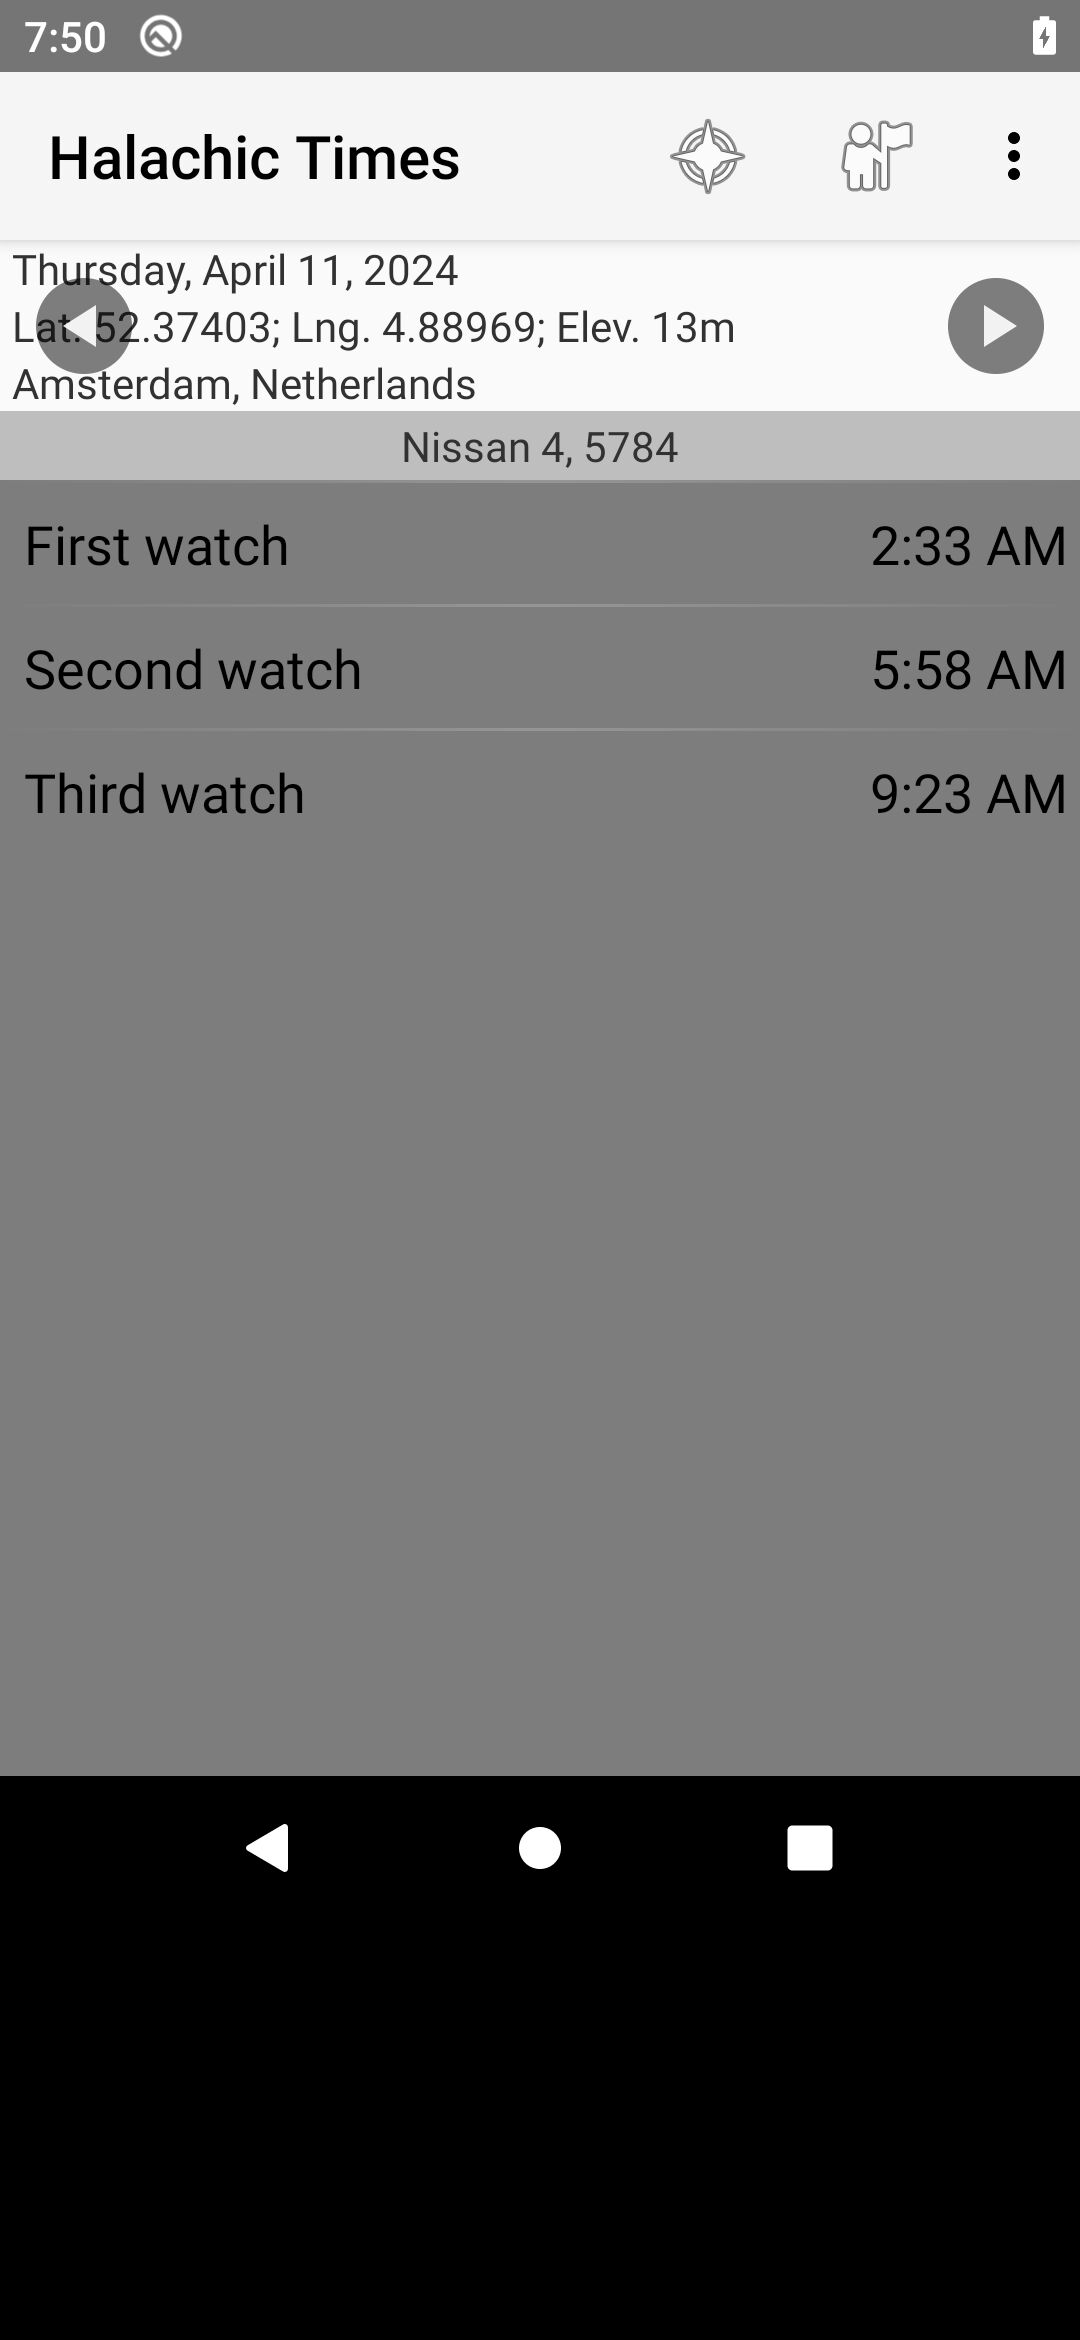 7:50
Halachic Times
Thursday, April 11, 2024
Lat. 52.37403; Lng. 4.88969; Elev. 13m
Amsterdam, Netherlands
Nissan 4, 5784
First watch 2:33 AM
Second watch 5:58 AM
Third watch 9:23 AM